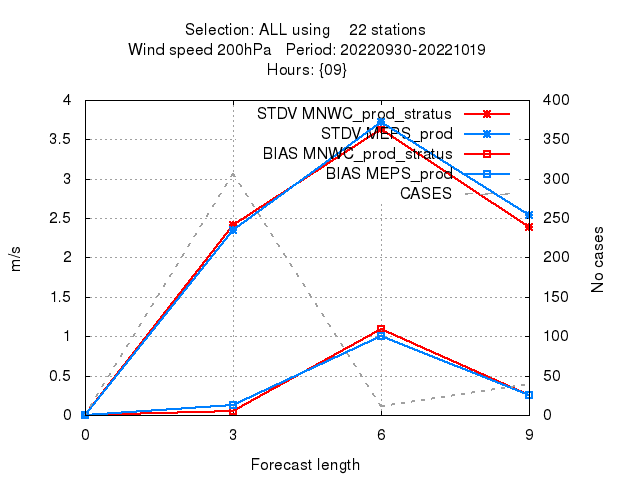 Selection: ALL using 22 stations
Wind speed 200hPa Period: 20220930-20221019
Hours: {09}
4 400
STDV MNWC_prod_stratus
3.5 350
STDV MEPS_prod
BIAS MNWC_prod_stratus
3 300
BIAS MEPS_prod
CASES
2.5 250
m/s
2 200
No cases
1.5 150
1 100
0.5 50
0 0
0 3 6 9
Forecast length